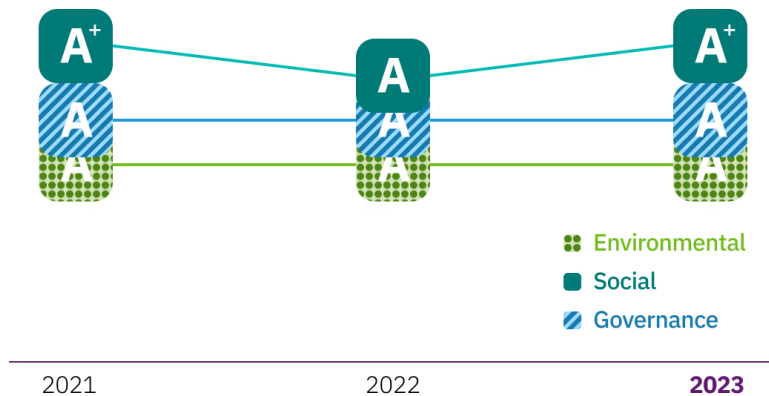 A+ A A+
A A A
A A A
Environmental
Social
Governance
2021 2022 2023